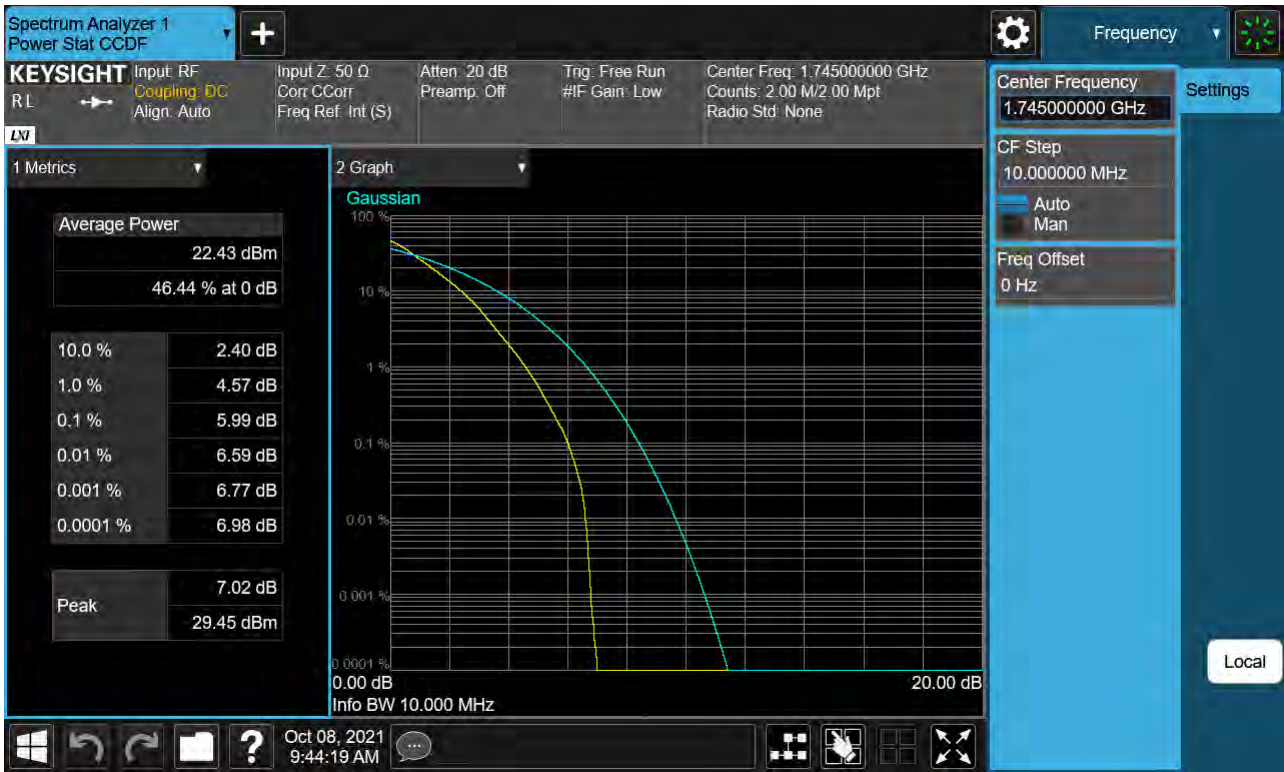 Spectrum Analyzer 1
Power Stat CCDF
Frequency
KEYSIGHT
RL
LXI
Input: RF
Coupling: DC
Align: Auto
Input Z: 50 Ω
Corr CCorr
Freq Ref: Int (S)
Atten: 20 dB
Preamp: Off
Trig: Free Run
#IF Gain: Low
Center Freq: 1.745000000 GHz
Counts: 2.00 M/2.00 Mpt
Radio Std: None
Center Frequency
1.745000000 GHz
Settings
CF Step
10.000000 MHz
Auto
Man
Freq Offset
0 Hz
1 Metrics
Average Power
22.43 dBm
46.44 % at 0 dB
10.0 % 2.40 dB
1.0 % 4.57 dB
0.1 % 5.99 dB
0.01 % 6.59 dB
0.001 % 6.77 dB
0.0001 % 6.98 dB
Peak
7.02 dB
29.45 dBm
2 Graph
Gaussian
100 %
10 %
1 %
0.1 %
0.01 %
0.001 %
0.0001 %
0.00 dB
20.00 dB
Info BW 10.000 MHz
Local
?
Oct 08, 2021
9:44:19 AM